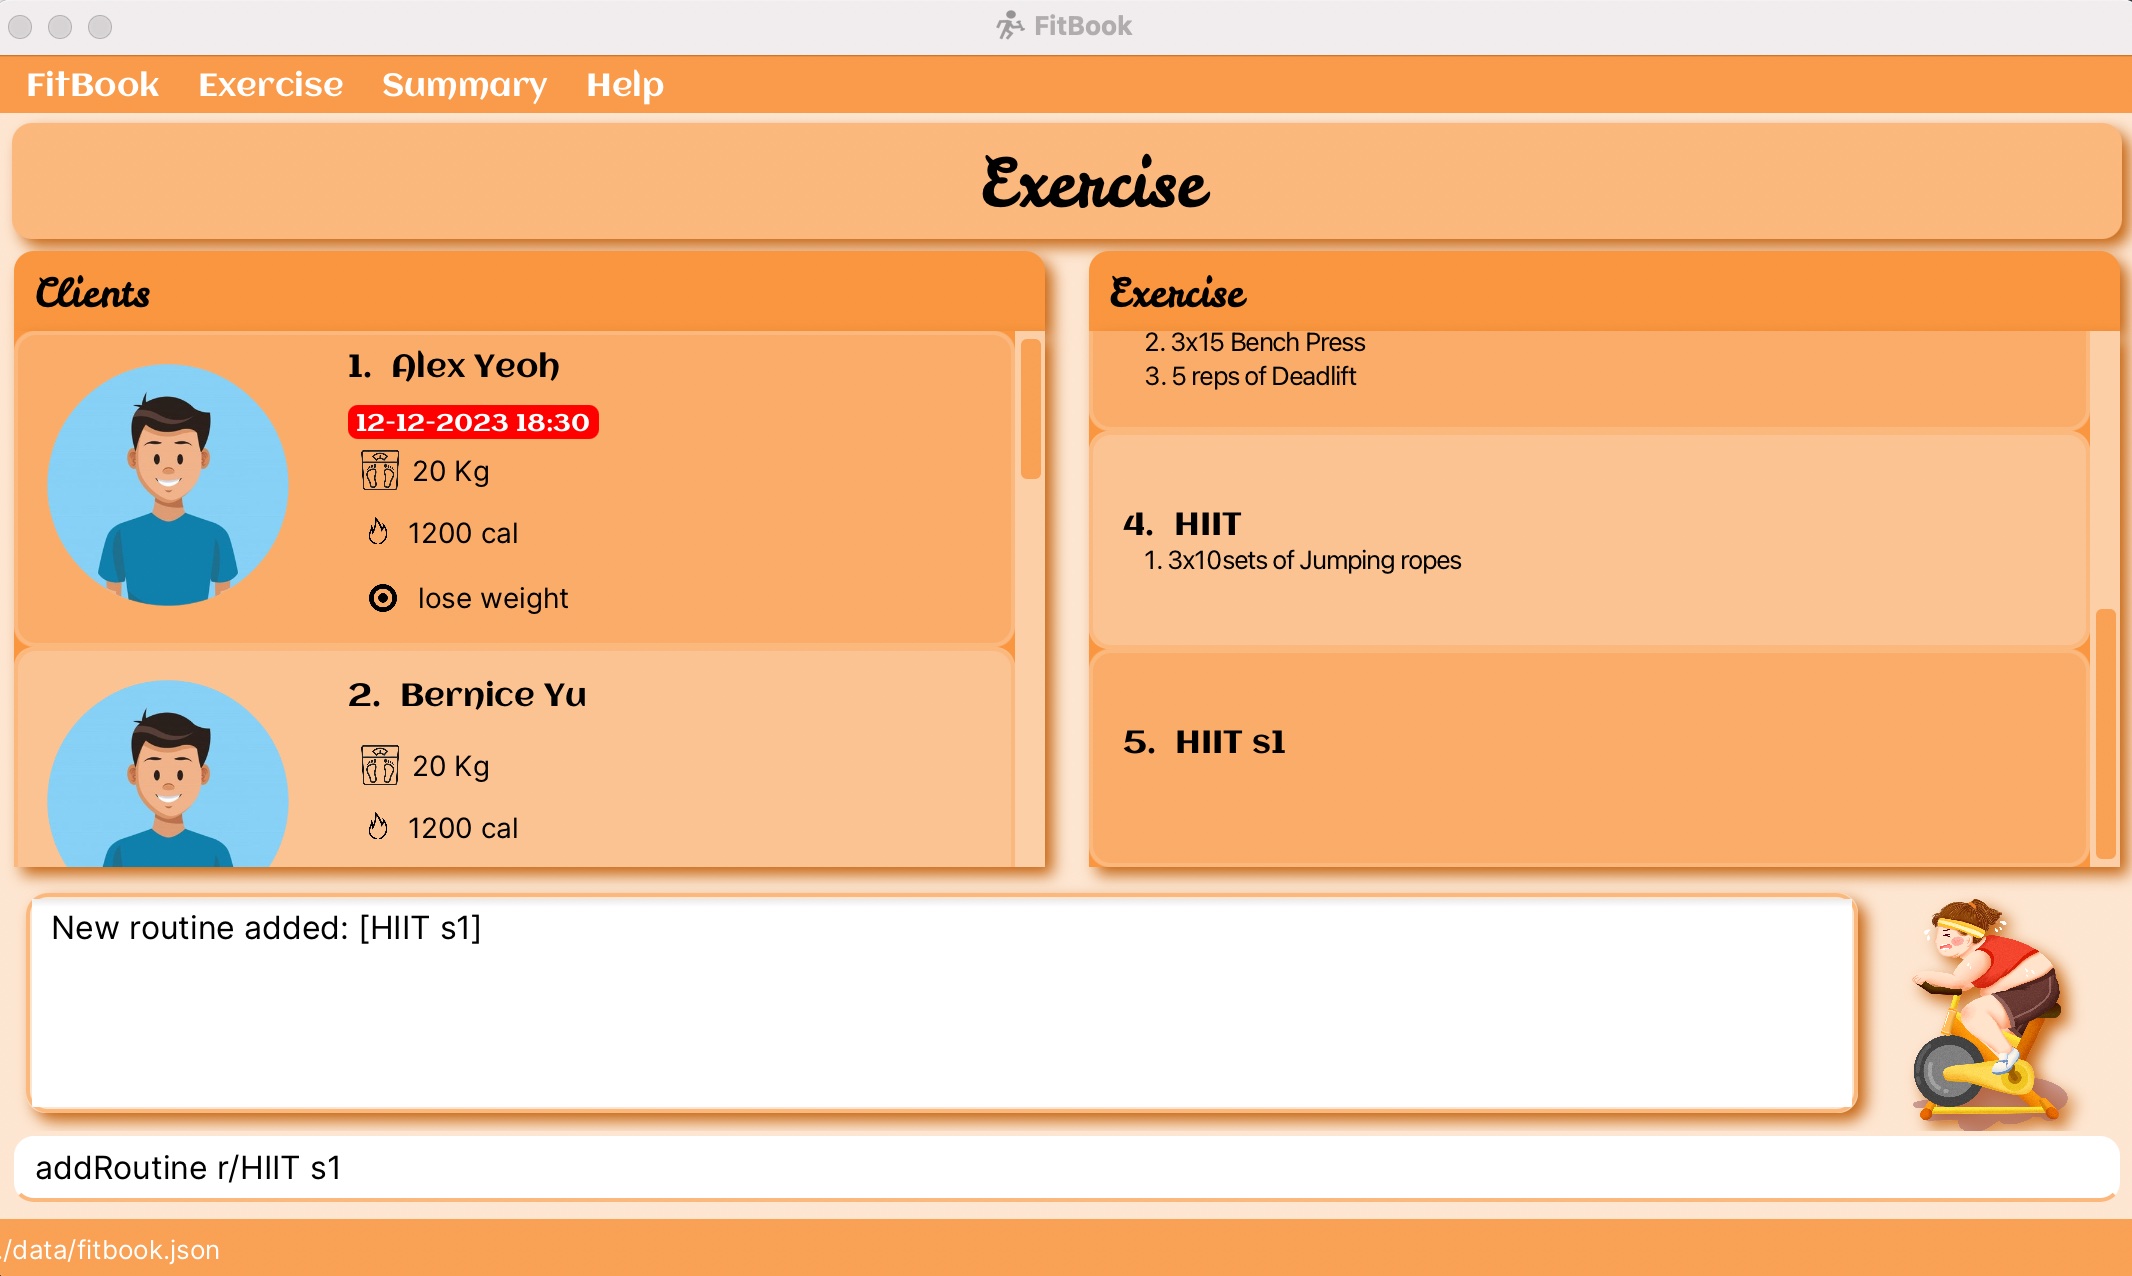 FitBook
FitBook Exercise Summary Help
Exercise
Clients
1. Alex Yeoh
12-12-2023 18:30
20 Kg
1200 cal
lose weight
2. Bernice Yu
20 Kg
1200 cal
Exercise
2. 3x15 Bench Press
3. 5 reps of Deadlift
4. HIIT
1. 3x10sets of Jumping ropes
5. HIIT s1
New routine added: [HIIT s1]
addRoutine r/HIIT s1
./data/fitbook.json